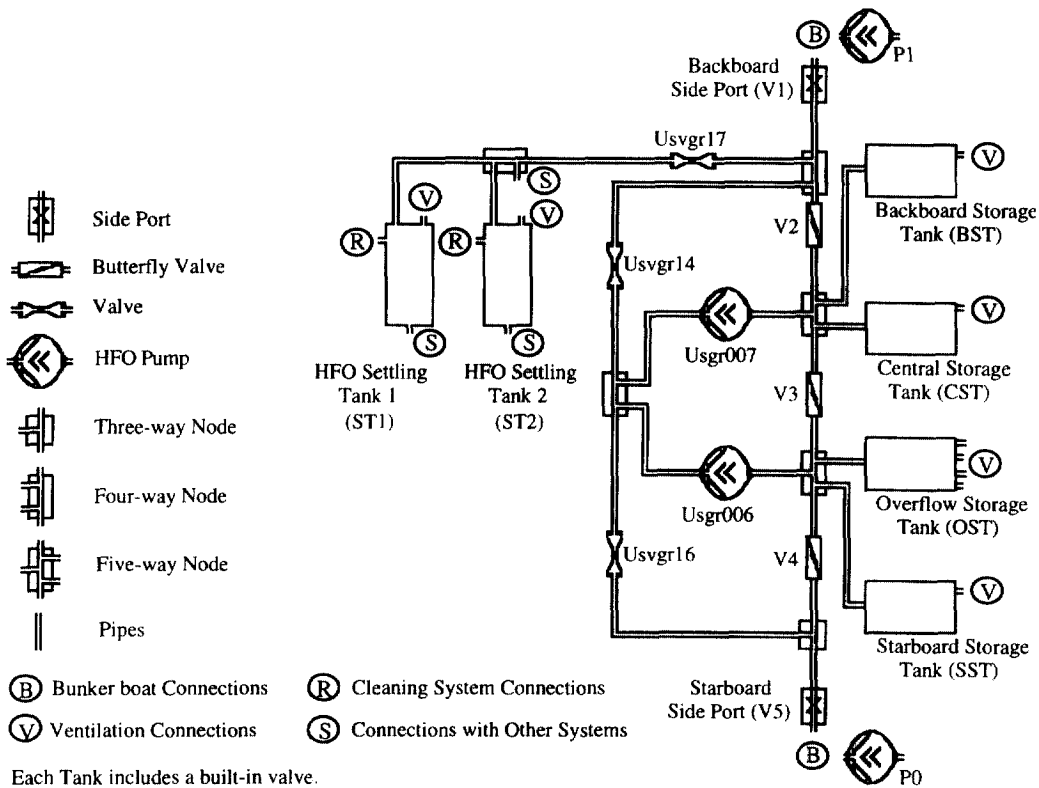 B
P1
Backboard
Side Port (V1)
Usvgr17
S
V
V
V
R
R
Backboard Storage
Tank (BST)
V2
Usvgr14
Usgr007
V
Central Storage
Tank (CST)
S
S
HFO Settling
Tank 1
(ST1)
HFO Settling
Tank 2
(ST2)
V3
V
Overflow Storage
Tank (OST)
Usgr006
Usvgr16
V4
V
Starboard Storage
Tank (SST)
Starboard
Side Port (V5)
B
P0
Side Port
Butterfly Valve
Valve
HFO Pump
Three-way Node
Four-way Node
Five-way Node
Pipes
B Bunker boat Connections
R Cleaning System Connections
V Ventilation Connections
S Connections with Other Systems
Each Tank includes a built-in valve.